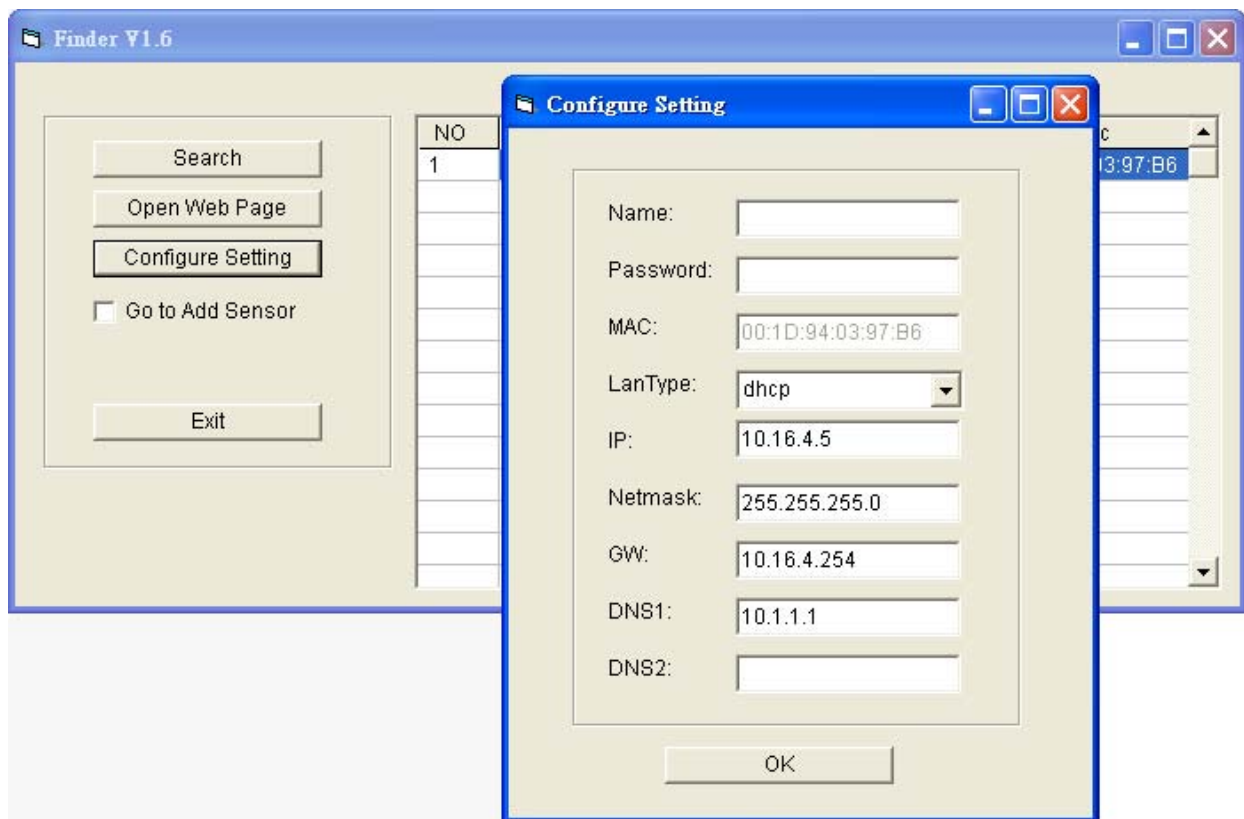 Finder V1.6
Search
Open Web Page
Configure Setting
Go to Add Sensor
Exit
NO
1
c
03:97:B6
Configure Setting
Name:
Password:
MAC: 00:1D:94:03:97:B6
LanType: dhcp
IP: 10.16.4.5
Netmask: 255.255.255.0
GW: 10.16.4.254
DNS1: 10.1.1.1
DNS2:
OK